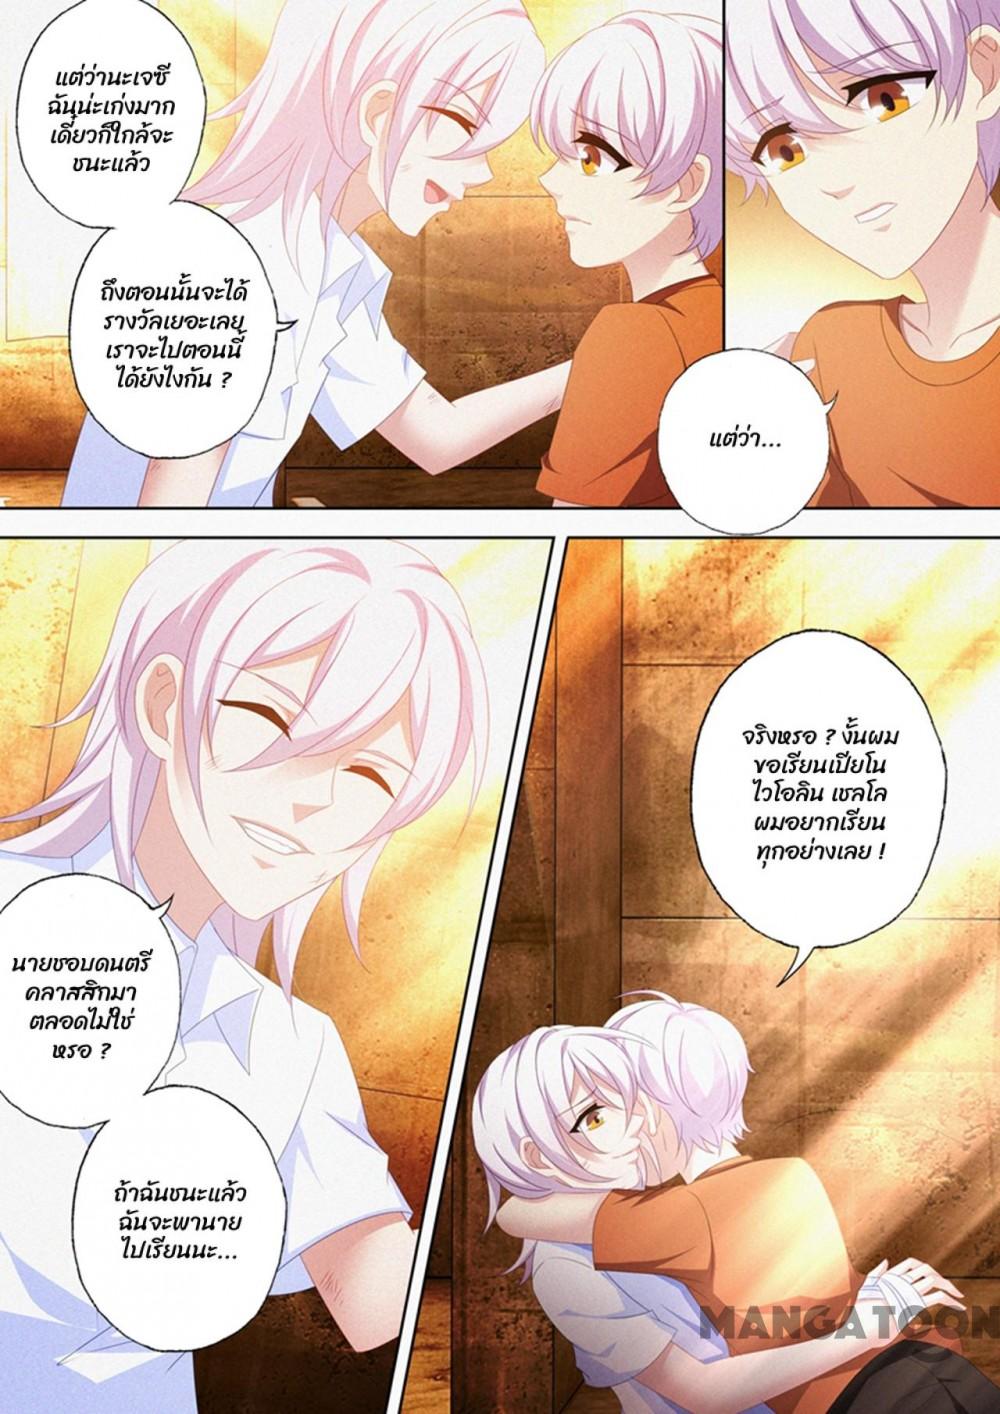 แต่ว่านะเจซี
ฉันน่ะเก่งมาก
เดี๋ยวก็ใกล้จะ
ชนะแล้ว
ถึงตอนนั้นจะได้
รางวัลเยอะเลย
เราจะไปตอนนี้
ได้ยังไงกัน ?
แต่ว่า...
นายชอบดนตรี
คลาสสิกมา
ตลอดไม่ใช่
หรอ ?
ถ้าฉันชนะแล้ว
ฉันจะพานาย
ไปเรียนนะ...
จริงหรอ ? งั้นผม
ขอเรียนเปียโน
ไวโอลิน เชลโล
ผมอยากเรียน
ทุกอย่างเลย !
MANGATOON